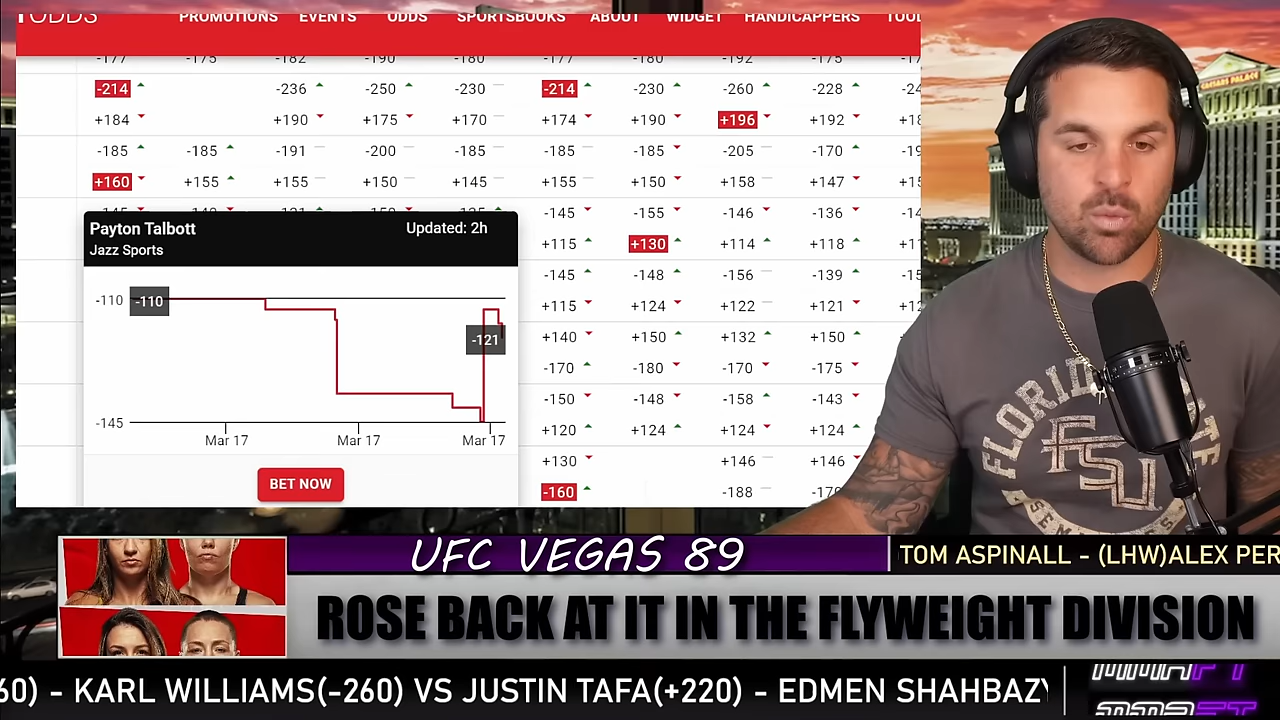 ODDS PROMOTIONS EVENTS ODDS SPORTSBOOKS ABOUT WIDGET HANDICAPPERS
-177 -175 -182 -190 -180 -177 -180 -192 -175
-214 -236 -250 -230 -214 -230 -260 -228
+184 +190 +175 +170 +174 +190 +196 +192
-185 -185 -191 -200 -185 -185 -185 -205 -170
+160 +155 +155 +150 +145 +155 +150 +158 +147
-145 -155 -146 -136
Payton Talbott Updated: 2h
Jazz Sports
+115 +130 +114 +118
-145 -148 -156 -139
-110 -110
+115 +124 +122 +121
-121
+140 +150 +132 +150
-170 -180 -170 -175
-150 -148 -158 -143
-145
+120 +124 +124 +124
Mar 17 Mar 17 Mar 17
+130 +146 +146
BET NOW
-160 -188
CAESARS PALACE
FLORIDA STATE
FSU
UFC VEGAS 89
TOM ASPINALL - (LHW)ALEX PER
ROSE BACK AT IT IN THE FLYWEIGHT DIVISION
60) - KARL WILLIAMS(-260) VS JUSTIN TAFA(+220) - EDMEN SHAHBAZY